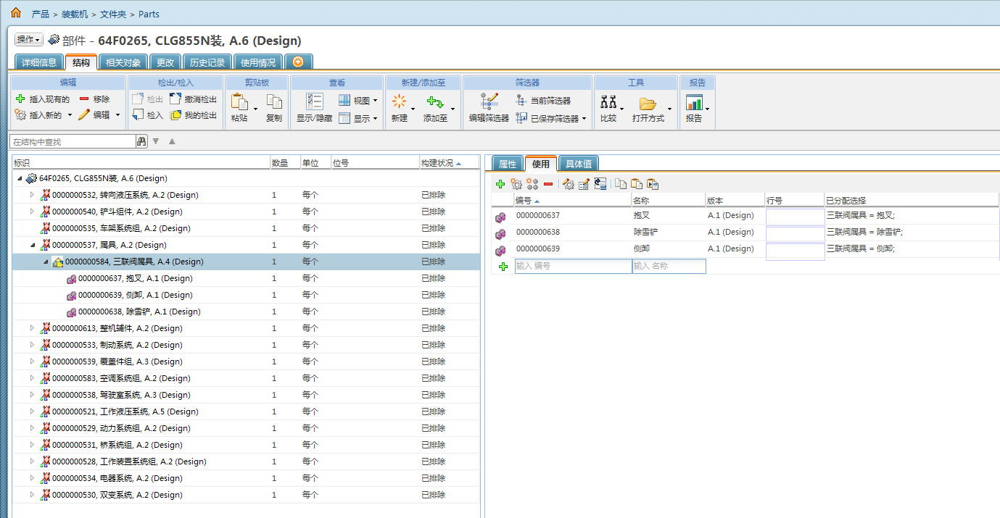 产品 > 装载机 > 文件夹 > Parts
操作 部件 - 64F0265, CLG855N装, A.6 (Design)
详细信息 结构 相关对象 更改 历史记录 使用情况
编辑 检出/检入 剪贴板 查看 新建/添加至 筛选器 工具 报告
插入现有的 移除 检出 撤消检出 视图 当前筛选器
插入新的 编辑 检入 我的检出 粘贴 复制 显示/隐藏 显示 新建 添加至 编辑筛选器 已保存筛选器 比较 打开方式 报告
在结构中查找
标识 数量 单位 位号 构建状况
64F0265, CLG855N装, A.6 (Design)
0000000532, 转向液压系统, A.2 (Design) 1 每个 已排除
0000000540, 铲斗组件, A.2 (Design) 1 每个 已排除
0000000535, 车架系统组, A.2 (Design) 1 每个 已排除
0000000537, 属具, A.2 (Design) 1 每个 已排除
0000000584, 三联阀属具, A.4 (Design) 1 每个 已排除
0000000637, 抱叉, A.1 (Design) 1 每个 已排除
0000000639, 侧卸, A.1 (Design) 1 每个 已排除
0000000638, 除雪铲, A.1 (Design) 1 每个 已排除
0000000613, 整机辅件, A.2 (Design) 1 每个 已排除
0000000533, 制动系统, A.2 (Design) 1 每个 已排除
0000000539, 覆盖件组, A.3 (Design) 1 每个 已排除
0000000583, 空调系统组, A.2 (Design) 1 每个 已排除
0000000538, 驾驶室系统, A.3 (Design) 1 每个 已排除
0000000521, 工作液压系统, A.5 (Design) 1 每个 已排除
0000000529, 动力系统组, A.2 (Design) 1 每个 已排除
0000000531, 桥系统组, A.2 (Design) 1 每个 已排除
0000000528, 工作装置系统组, A.2 (Design) 1 每个 已排除
0000000534, 电器系统, A.2 (Design) 1 每个 已排除
0000000530, 双变系统, A.2 (Design) 1 每个 已排除
属性 使用 具体值
编号 名称 版本 行号 已分配选择
0000000637 抱叉 A.1 (Design) 三联阀属具 = 抱叉;
0000000638 除雪铲 A.1 (Design) 三联阀属具 = 除雪铲;
0000000639 侧卸 A.1 (Design) 三联阀属具 = 侧卸;
输入 编号 输入 名称